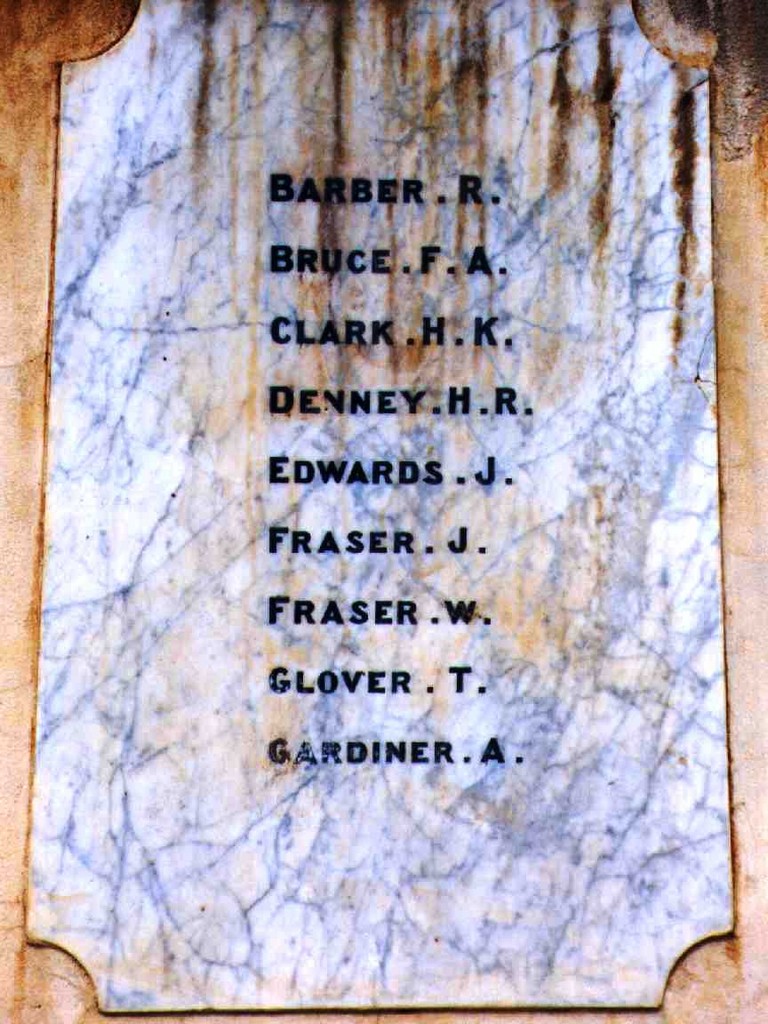 BARBER . R.
BRUCE . F. A.
CLARK . H. K.
DENNEY. H. R.
EDWARDS . J.
FRASER . J.
FRASER . W.
GLOVER . T.
GARDINER . A.